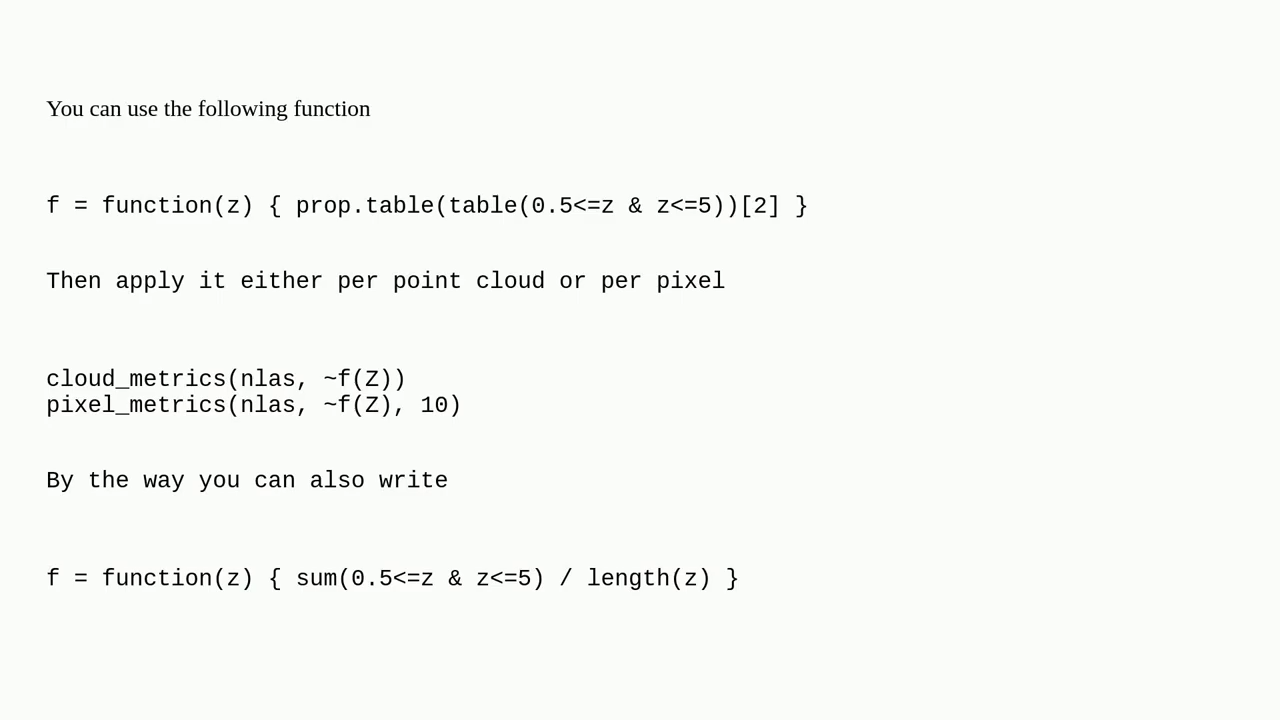 You can use the following function
f = function(z) { prop.table(table(0.5<=z & z<=5))[2] }
Then apply it either per point cloud or per pixel
cloud_metrics(nlas, ~f(Z))
pixel_metrics(nlas, ~f(Z), 10)
By the way you can also write
f = function(z) { sum(0.5<=z & z<=5) / length(z) }